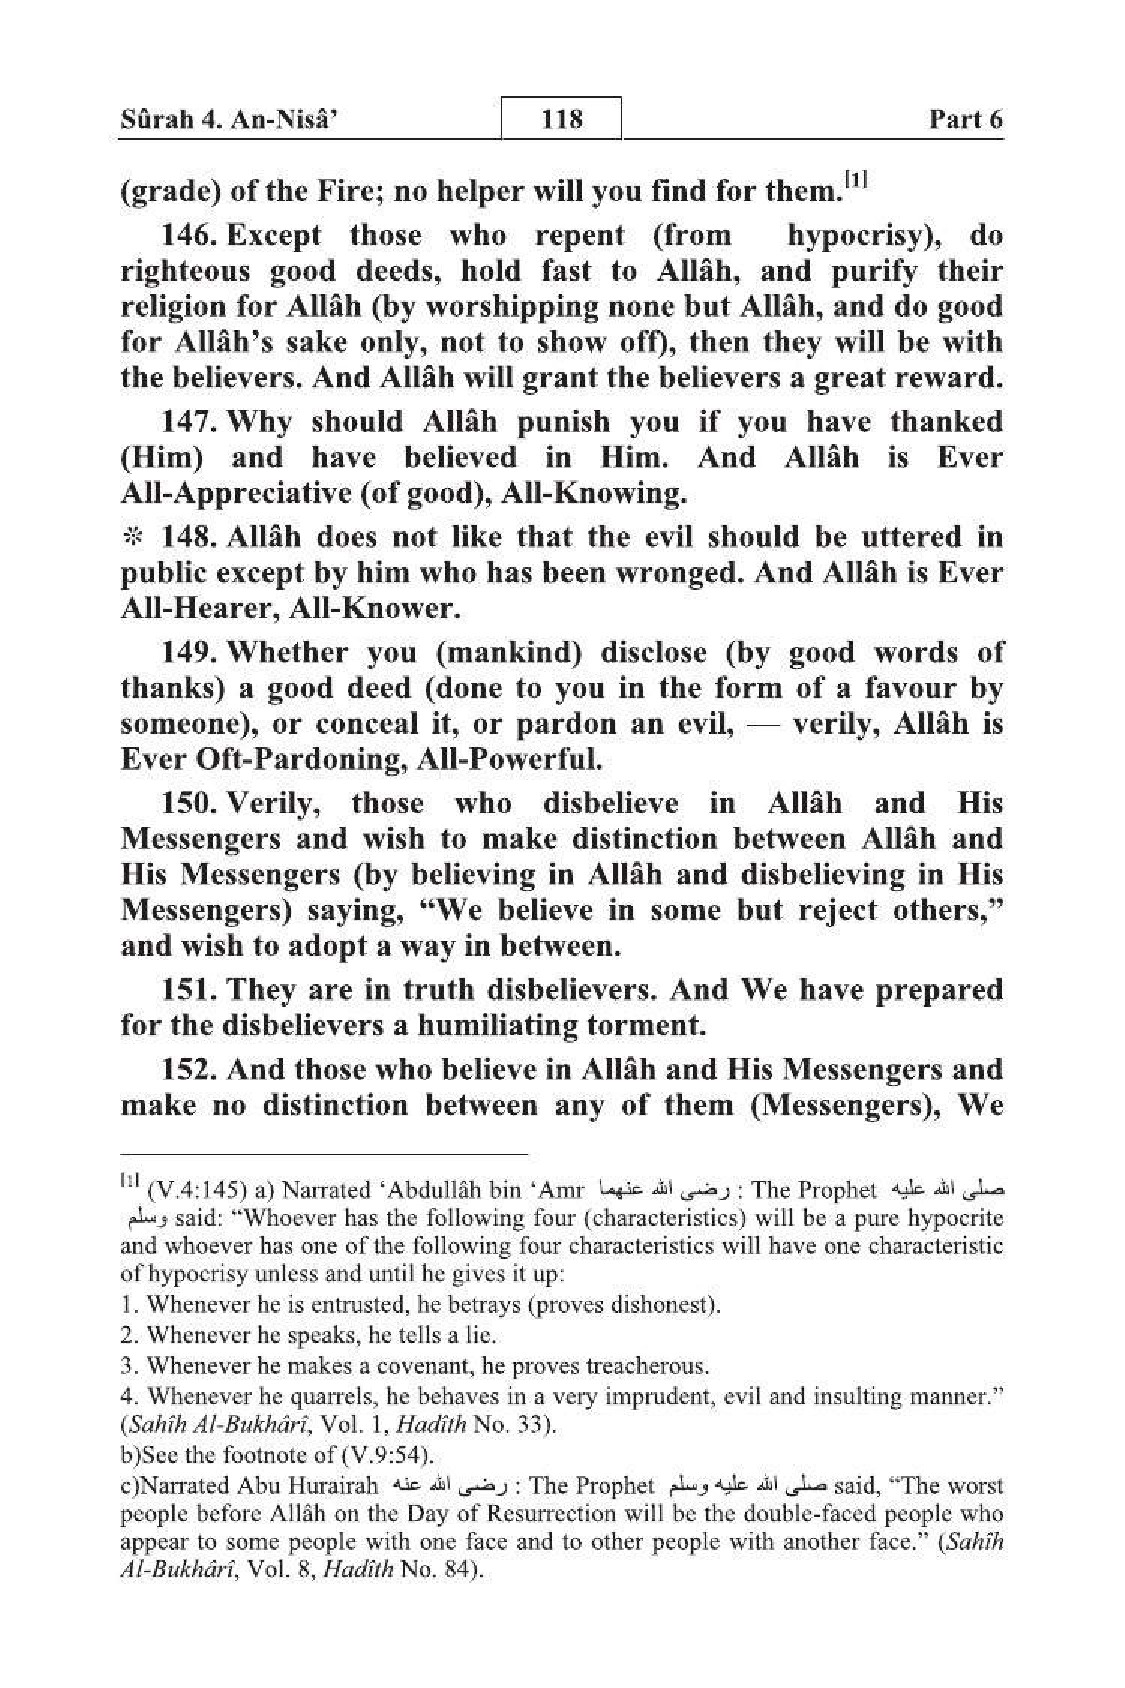 Sûrah 4. An-Nisâ’ 118 Part 6
(grade) of the Fire; no helper will you find for them.[1]
146. Except those who repent (from hypocrisy), do
righteous good deeds, hold fast to Allâh, and purify their
religion for Allâh (by worshipping none but Allâh, and do good
for Allâh’s sake only, not to show off), then they will be with
the believers. And Allâh will grant the believers a great reward.
147. Why should Allâh punish you if you have thanked
(Him) and have believed in Him. And Allâh is Ever
All-Appreciative (of good), All-Knowing.
❊ 148. Allâh does not like that the evil should be uttered in
public except by him who has been wronged. And Allâh is Ever
All-Hearer, All-Knower.
149. Whether you (mankind) disclose (by good words of
thanks) a good deed (done to you in the form of a favour by
someone), or conceal it, or pardon an evil, — verily, Allâh is
Ever Oft-Pardoning, All-Powerful.
150. Verily, those who disbelieve in Allâh and His
Messengers and wish to make distinction between Allâh and
His Messengers (by believing in Allâh and disbelieving in His
Messengers) saying, “We believe in some but reject others,”
and wish to adopt a way in between.
151. They are in truth disbelievers. And We have prepared
for the disbelievers a humiliating torment.
152. And those who believe in Allâh and His Messengers and
make no distinction between any of them (Messengers), We
[1] (V.4:145) a) Narrated ‘Abdullâh bin ‘Amr رضى الله عنهما : The Prophet صلى الله عليه
وسلم said: “Whoever has the following four (characteristics) will be a pure hypocrite
and whoever has one of the following four characteristics will have one characteristic
of hypocrisy unless and until he gives it up:
1. Whenever he is entrusted, he betrays (proves dishonest).
2. Whenever he speaks, he tells a lie.
3. Whenever he makes a covenant, he proves treacherous.
4. Whenever he quarrels, he behaves in a very imprudent, evil and insulting manner.”
(Sahîh Al-Bukhârî, Vol. 1, Hadîth No. 33).
b)See the footnote of (V.9:54).
c)Narrated Abu Hurairah رضى الله عنه : The Prophet صلى الله عليه وسلم said, “The worst
people before Allâh on the Day of Resurrection will be the double-faced people who
appear to some people with one face and to other people with another face.” (Sahîh
Al-Bukhârî, Vol. 8, Hadîth No. 84).